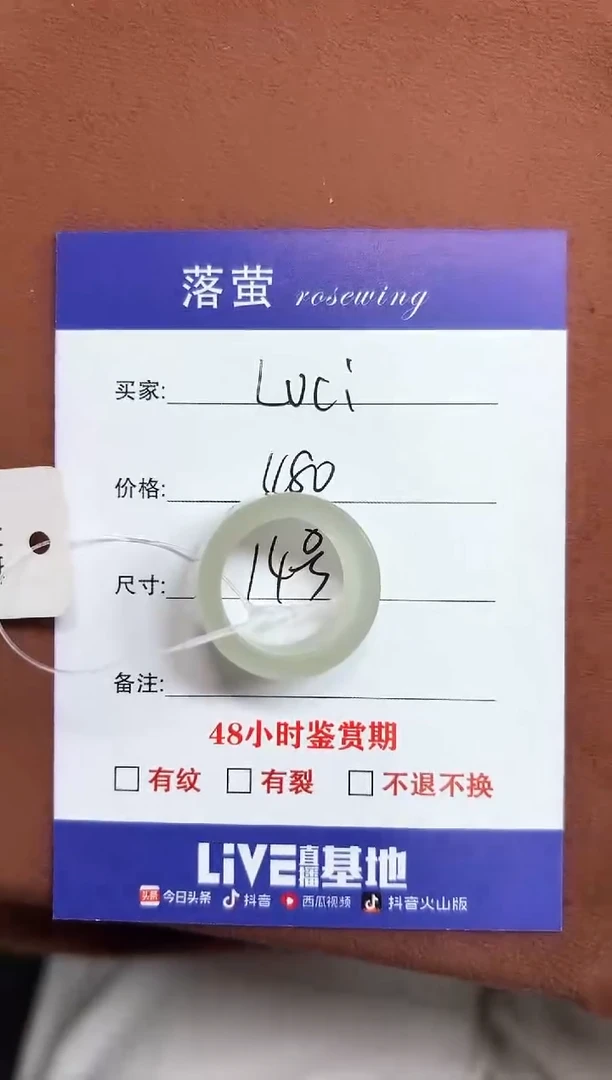 落萤 rosewing
买家: Luci
价格: 1180
尺寸: 14号
备注:
48小时鉴赏期
有纹 有裂 不退不换
LiVE直播基地
头条 今日头条 抖音 西瓜视频 抖音火山版